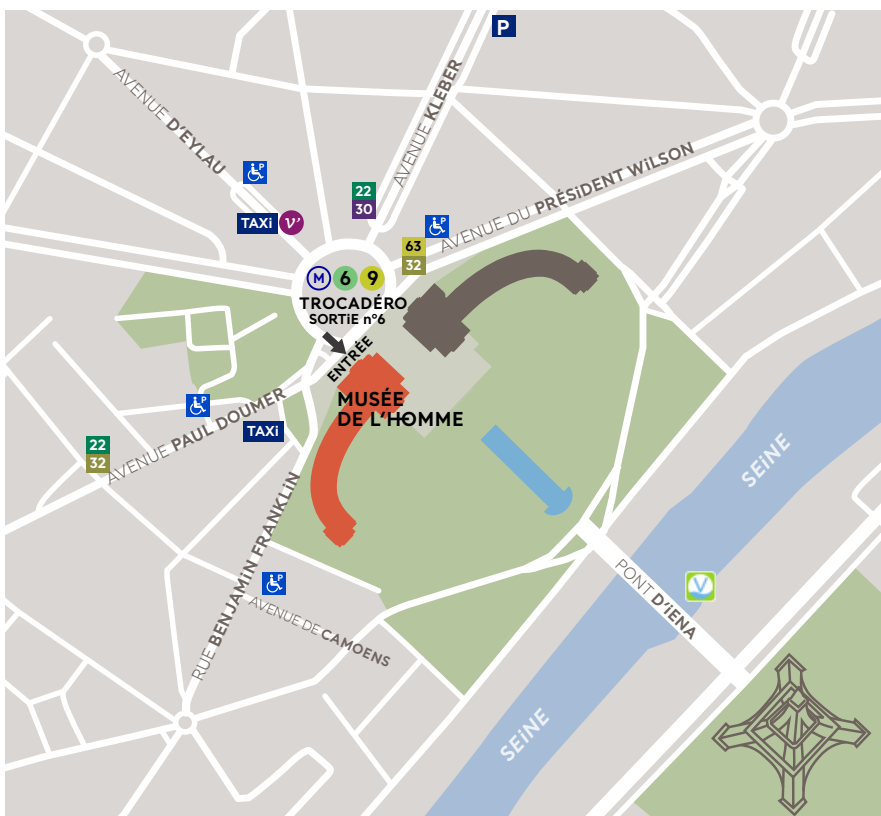 P
AVENUE D'EYLAU
AVENUE KLEBER
AVENUE DU PRÉSiDENT WiLSON
P
22
30
TAXi V'
P
63
32
M 6 9
TROCADÉRO
SORTiE n°6
ENTRÉE
MUSÉE
DE L'HOMME
P
AVENUE PAUL DOUMER
TAXi
22
32
SEiNE
RUE BENJAMiN FRANKLiN
P
AVENUE DE CAMOENS
PONT D'iENA
V
SEiNE